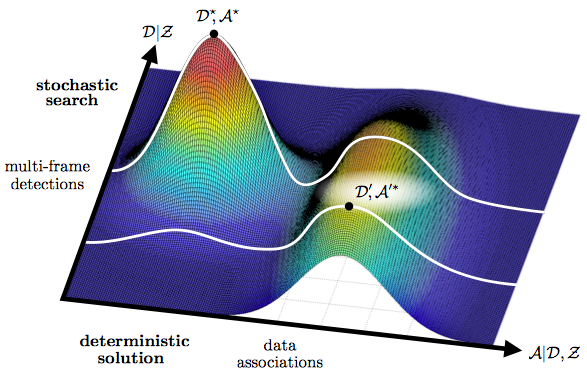 𝒟⋆, 𝒜⋆
𝒟|𝒵
stochastic
search
multi-frame
detections
𝒟′, 𝒜′*
deterministic
solution
data
associations
𝒜|𝒟, 𝒵